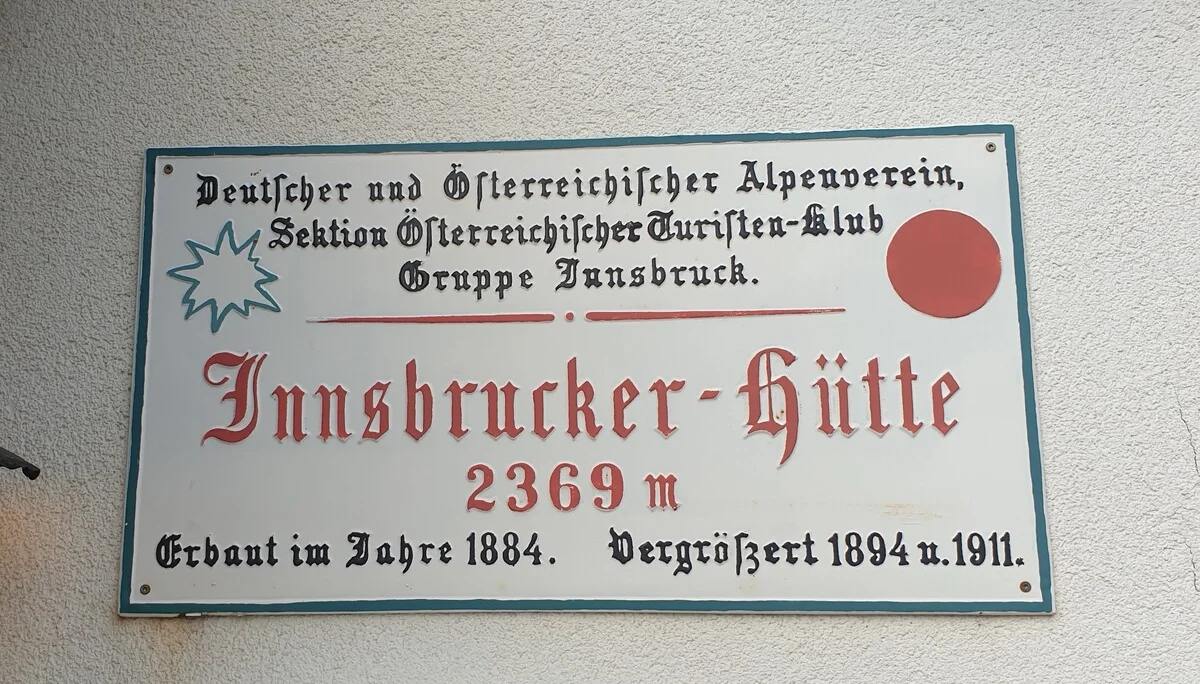 Deutscher und Österreichischer Alpenverein,
Sektion Österreichischer Turisten-Klub
Gruppe Innsbruck.
Innsbrucker-Hütte
2369 m
Erbaut im Jahre 1884. Vergrößert 1894 u. 1911.